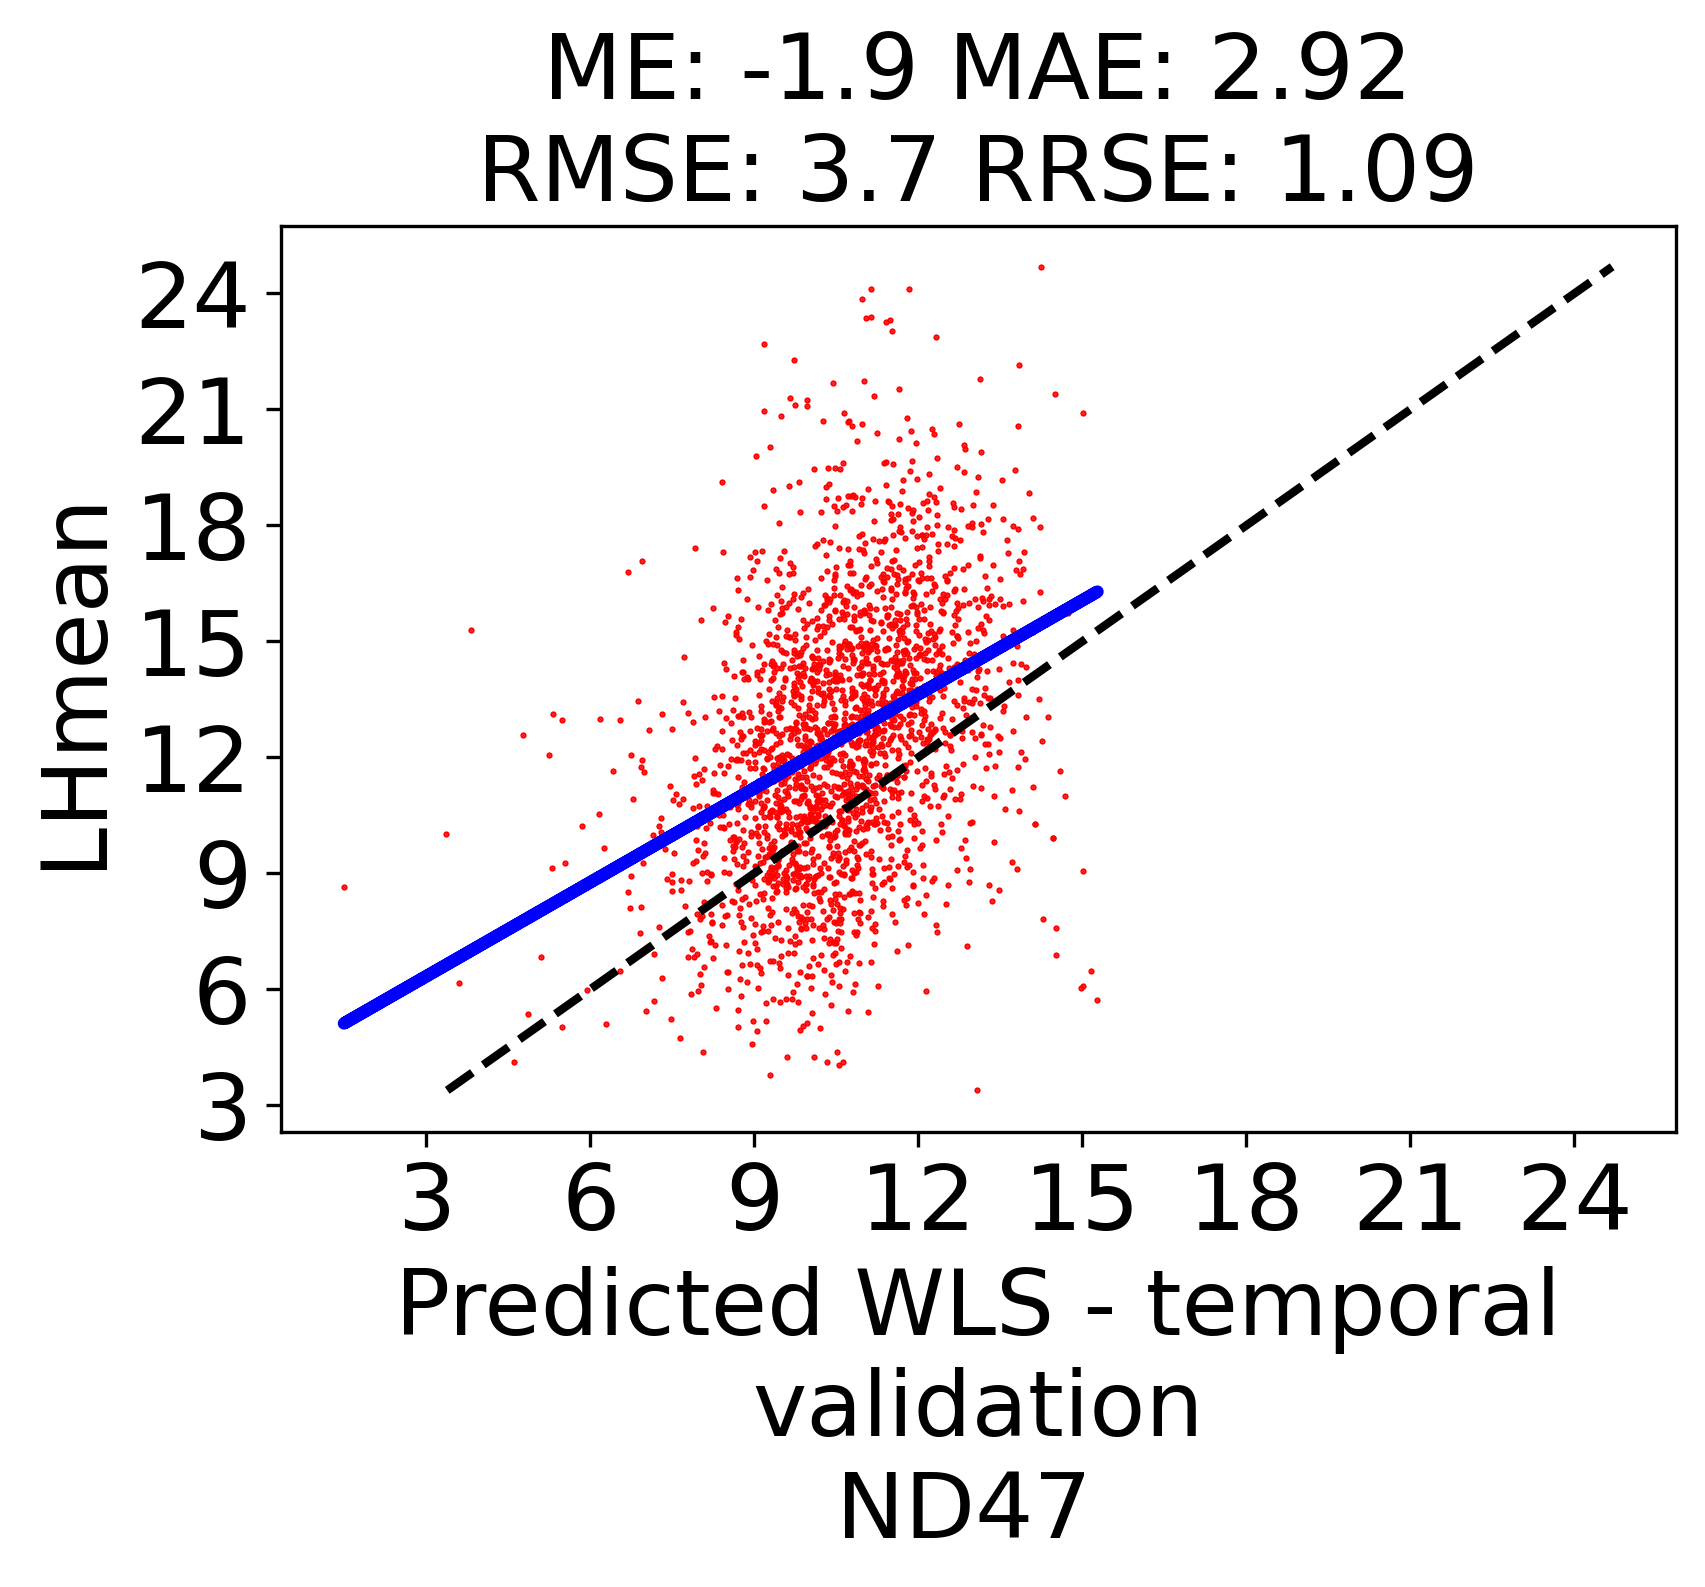 ME: -1.9 MAE: 2.92
RMSE: 3.7 RRSE: 1.09
24
21
18
15
12
9
6
3
LHmean
3 6 9 12 15 18 21 24
Predicted WLS - temporal
validation
ND47